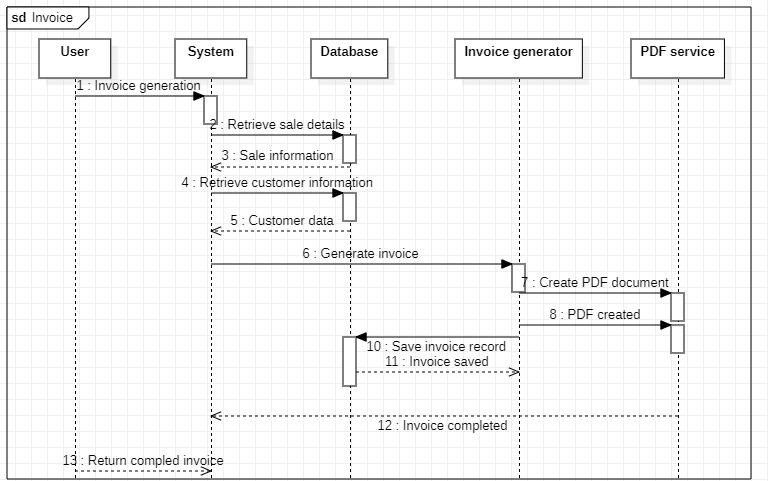 sd Invoice
User
System
Database
Invoice generator
PDF service
1 : Invoice generation
2 : Retrieve sale details
3 : Sale information
4 : Retrieve customer information
5 : Customer data
6 : Generate invoice
7 : Create PDF document
8 : PDF created
10 : Save invoice record
11 : Invoice saved
12 : Invoice completed
13 : Return compled invoice